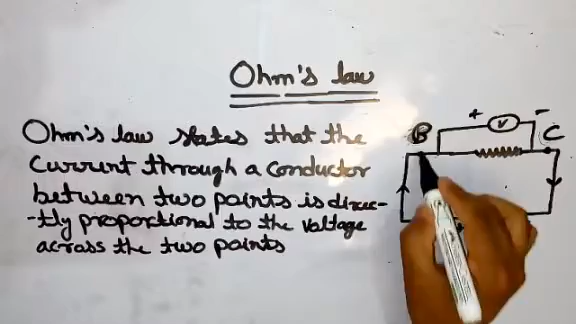 Ohm's law
Ohm's law states that the
current through a conductor
between two points is direc-
-tly proportional to the voltage
across the two points
+ V -
B C